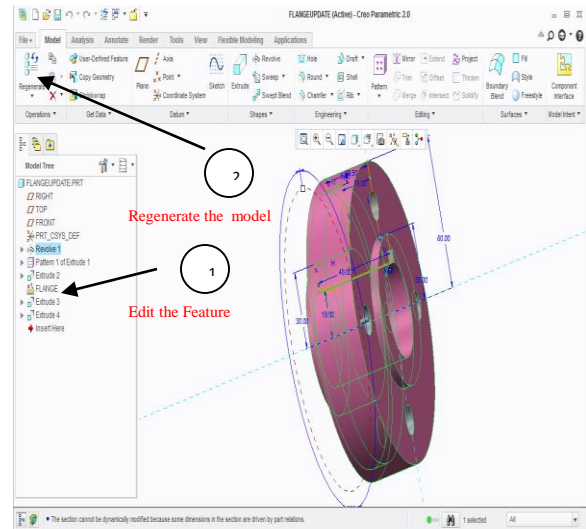 FLANGEUPDATE (Active) - Creo Parametric 2.0
File Model Analysis Annotate Render Tools View Flexible Modeling Applications
User-Defined Feature Axis Revolve Hole Draft Mirror Extend Project Fill
Copy Geometry Point Sweep Round Shell Trim Offset Thicken Style
Regenerate Shrinkwrap Plane Coordinate System Sketch Extrude Swept Blend Chamfer Rib Pattern Merge Intersect Solidify Boundary Blend Freestyle Component Interface
Operations Get Data Datum Shapes Engineering Editing Surfaces Model Intent
Model Tree
FLANGEUPDATE.PRT
RIGHT
TOP
FRONT
PRT_CSYS_DEF
Revolve 1
Pattern 1 of Extrude 1
Extrude 2
FLANGE
Extrude 3
Extrude 4
Insert Here
2
Regenerate the model
1
Edit the Feature
60.00
H
48.00
30.00
The section cannot be dynamically modified because some dimensions in the section are driven by part relations.
1 selected
All